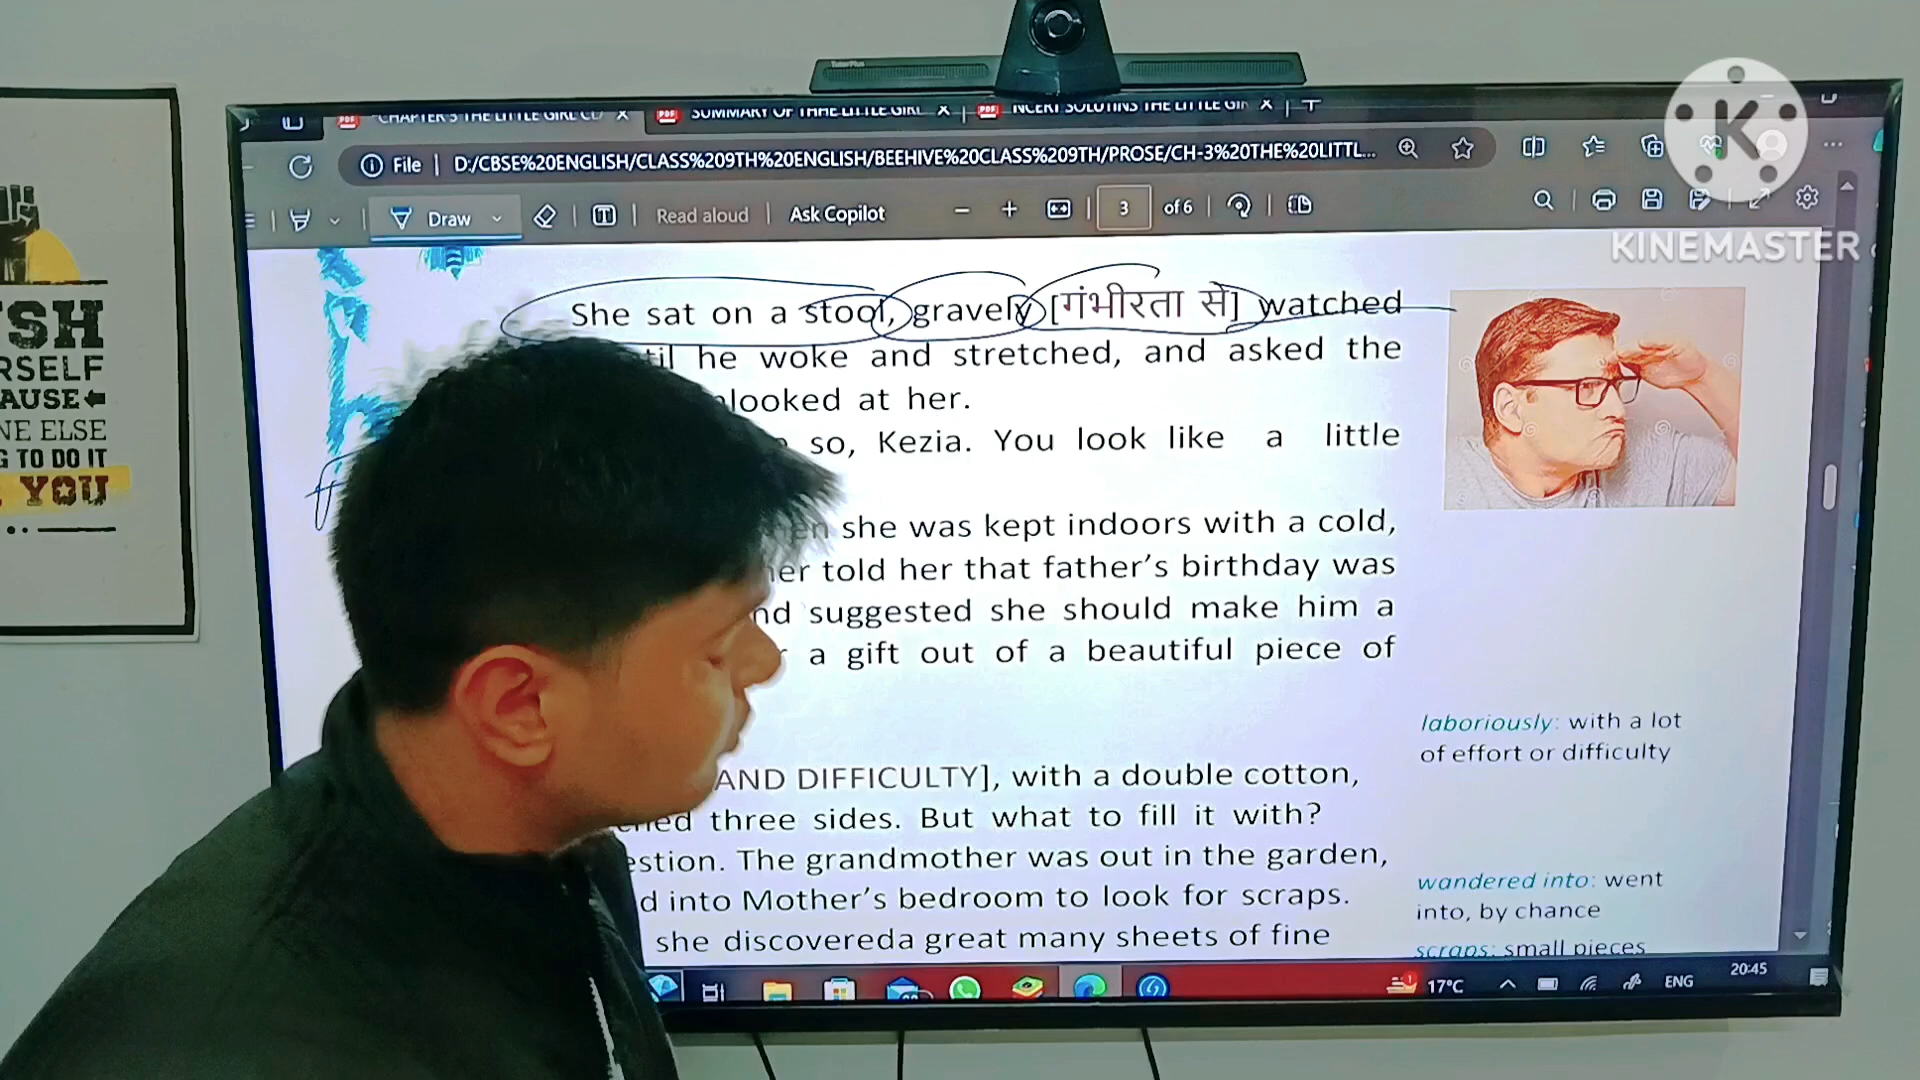 TutorPlus
"CHAPTER 3 THE LITTLE GIRL CL
SUMMARY OF THHE LITTLE GIRL
NCERT SOLUTIINS THE LITTLE GIR
File
D:/CBSE%20ENGLISH/CLASS%209TH%20ENGLISH/BEEHIVE%20CLASS%209TH/PROSE/CH-3%20THE%20LITTL...
Draw
Read aloud
Ask Copilot
3
of 6
KINEMASTER
SH
RSELF
AUSE
NE ELSE
G TO DO IT
YOU
She sat on a stool, gravely [गंभीरता से] watched
he woke and stretched, and asked the
looked at her.
so, Kezia. You look like a little
she was kept indoors with a cold,
told her that father's birthday was
suggested she should make him a
a gift out of a beautiful piece of
laboriously: with a lot
of effort or difficulty
AND DIFFICULTY], with a double cotton,
three sides. But what to fill it with?
The grandmother was out in the garden,
into Mother's bedroom to look for scraps.
wandered into: went
into, by chance
she discovereda great many sheets of fine
scraps: small pieces
17°C
ENG
20:45